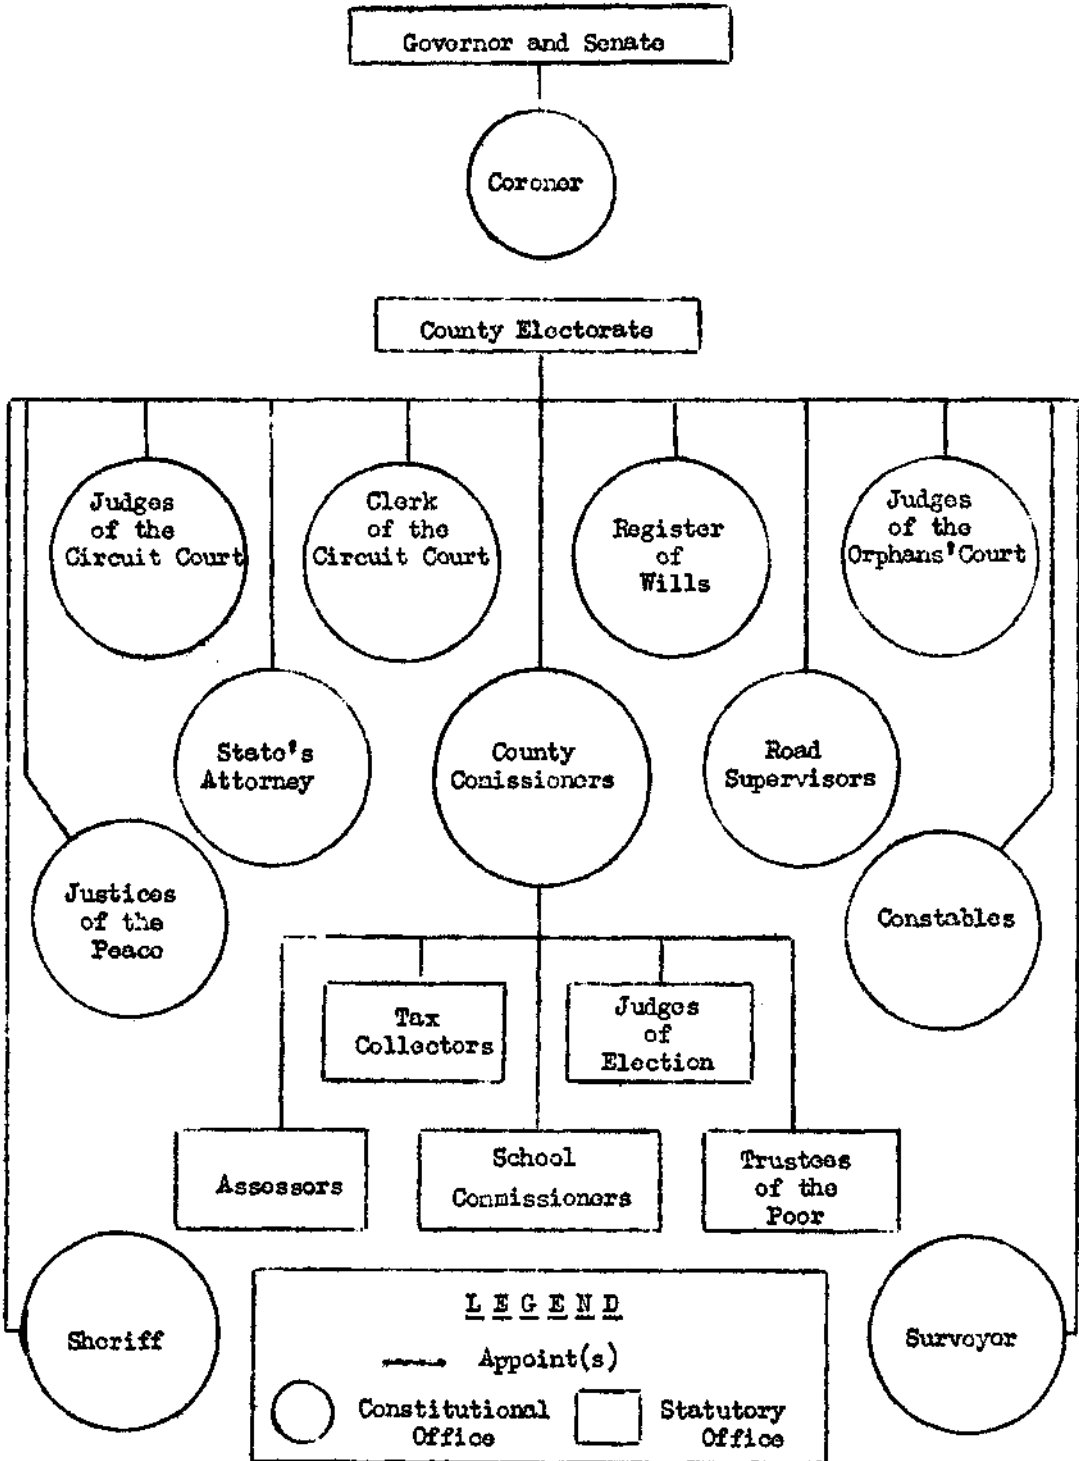 Governor and Senate
Coroner
County Electorate
Judges
of the
Circuit Court
Clerk
of the
Circuit Court
Register
of
Wills
Judges
of the
Orphans' Court
State's
Attorney
County
Comissioners
Road
Supervisors
Justices
of the
Peace
Constables
Tax
Collectors
Judges
of
Election
Assessors
School
Commissioners
Trustees
of the
Poor
Sheriff
Surveyor
LEGEND
Appoint(s)
Constitutional
Office
Statutory
Office